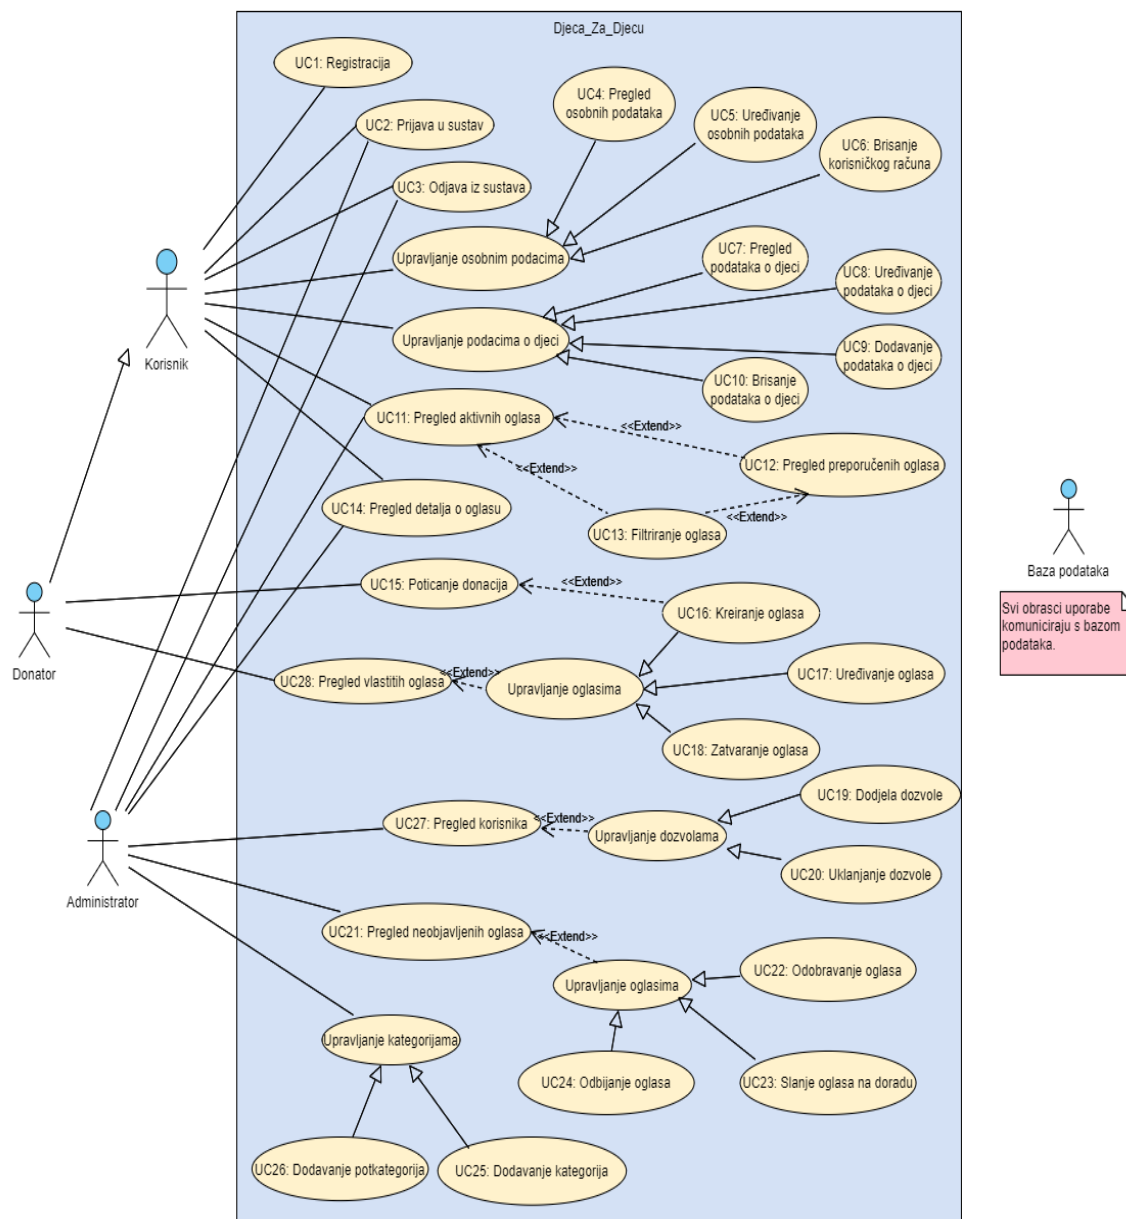 Djeca_Za_Djecu
UC1: Registracija
UC4: Pregled
osobnih podataka
UC5: Uređivanje
osobnih podataka
UC2: Prijava u sustav
UC6: Brisanje
korisničkog računa
UC3: Odjava iz sustava
Upravljanje osobnim podacima
UC7: Pregled
podataka o djeci
UC8: Uređivanje
podataka o djeci
Korisnik
Upravljanje podacima o djeci
UC9: Dodavanje
podataka o djeci
UC10: Brisanje
podataka o djeci
UC11: Pregled aktivnih oglasa
<<Extend>>
<<Extend>>
UC12: Pregled preporučenih oglasa
UC14: Pregled detalja o oglasu
<<Extend>>
UC13: Filtriranje oglasa
Baza podataka
Svi obrasci uporabe
komuniciraju s bazom
podataka.
UC15: Poticanje donacija
<<Extend>>
UC16: Kreiranje oglasa
Donator
UC28: Pregled vlastitih oglasa
<<Extend>>
Upravljanje oglasima
UC17: Uređivanje oglasa
UC18: Zatvaranje oglasa
UC19: Dodjela dozvole
UC27: Pregled korisnika
<<Extend>>
Upravljanje dozvolama
UC20: Uklanjanje dozvole
Administrator
UC21: Pregled neobjavljenih oglasa
<<Extend>>
Upravljanje oglasima
UC22: Odobravanje oglasa
Upravljanje kategorijama
UC24: Odbijanje oglasa
UC23: Slanje oglasa na doradu
UC26: Dodavanje potkategorija
UC25: Dodavanje kategorija